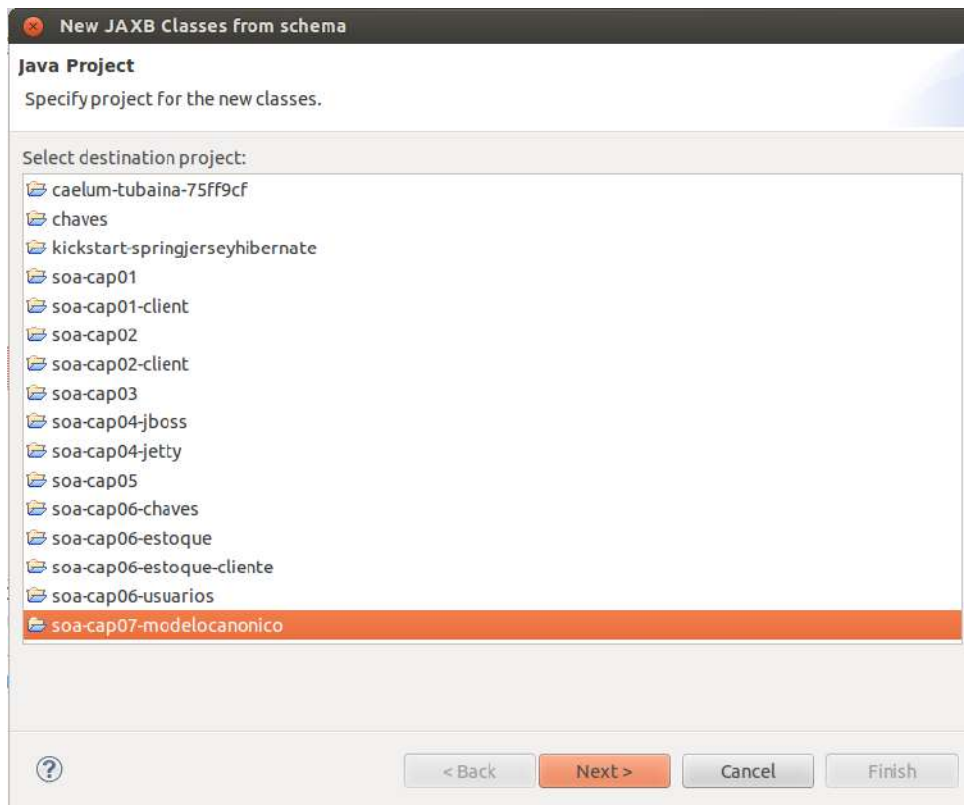 New JAXB Classes from schema
Java Project
Specify project for the new classes.
Select destination project:
caelum-tubaina-75ff9cf
chaves
kickstart-springjerseyhibernate
soa-cap01
soa-cap01-client
soa-cap02
soa-cap02-client
soa-cap03
soa-cap04-jboss
soa-cap04-jetty
soa-cap05
soa-cap06-chaves
soa-cap06-estoque
soa-cap06-estoque-cliente
soa-cap06-usuarios
soa-cap07-modelocanonico
? < Back Next > Cancel Finish